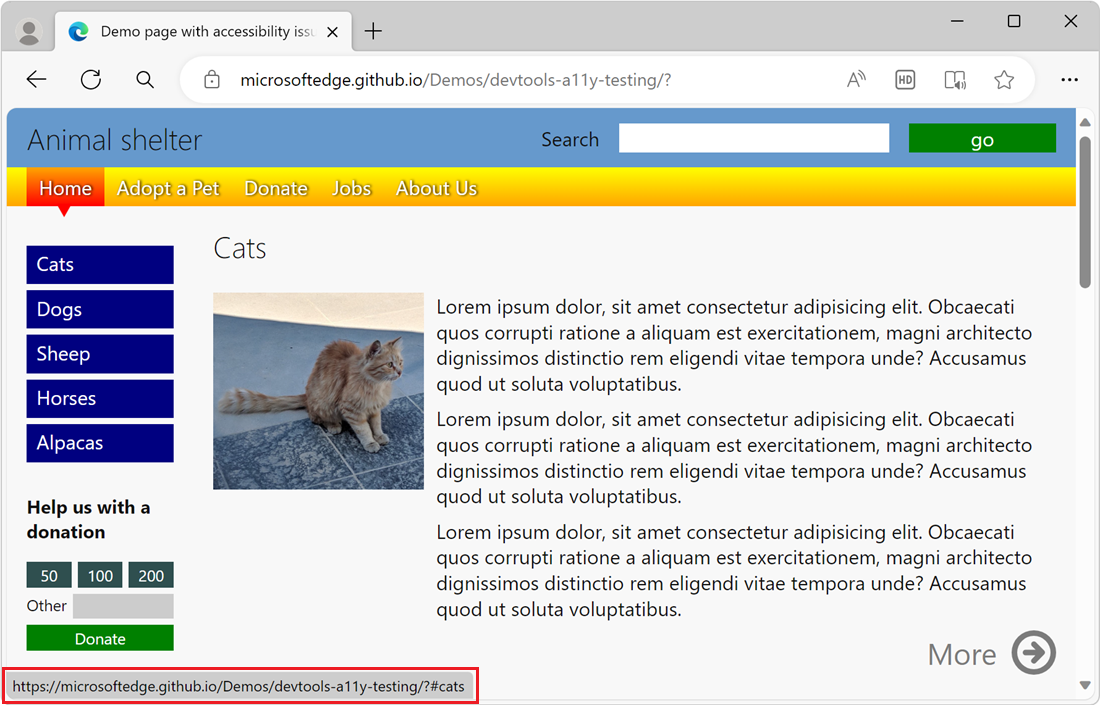 Demo page with accessibility issu
microsoftedge.github.io/Demos/devtools-a11y-testing/?
HD
Animal shelter
Search
go
Home Adopt a Pet Donate Jobs About Us
Cats
Dogs
Sheep
Horses
Alpacas
Help us with a
donation
50 100 200
Other
Donate
Cats
Lorem ipsum dolor, sit amet consectetur adipisicing elit. Obcaecati
quos corrupti ratione a aliquam est exercitationem, magni architecto
dignissimos distinctio rem eligendi vitae tempora unde? Accusamus
quod ut soluta voluptatibus.
Lorem ipsum dolor, sit amet consectetur adipisicing elit. Obcaecati
quos corrupti ratione a aliquam est exercitationem, magni architecto
dignissimos distinctio rem eligendi vitae tempora unde? Accusamus
quod ut soluta voluptatibus.
Lorem ipsum dolor, sit amet consectetur adipisicing elit. Obcaecati
quos corrupti ratione a aliquam est exercitationem, magni architecto
dignissimos distinctio rem eligendi vitae tempora unde? Accusamus
quod ut soluta voluptatibus.
More
https://microsoftedge.github.io/Demos/devtools-a11y-testing/?#cats